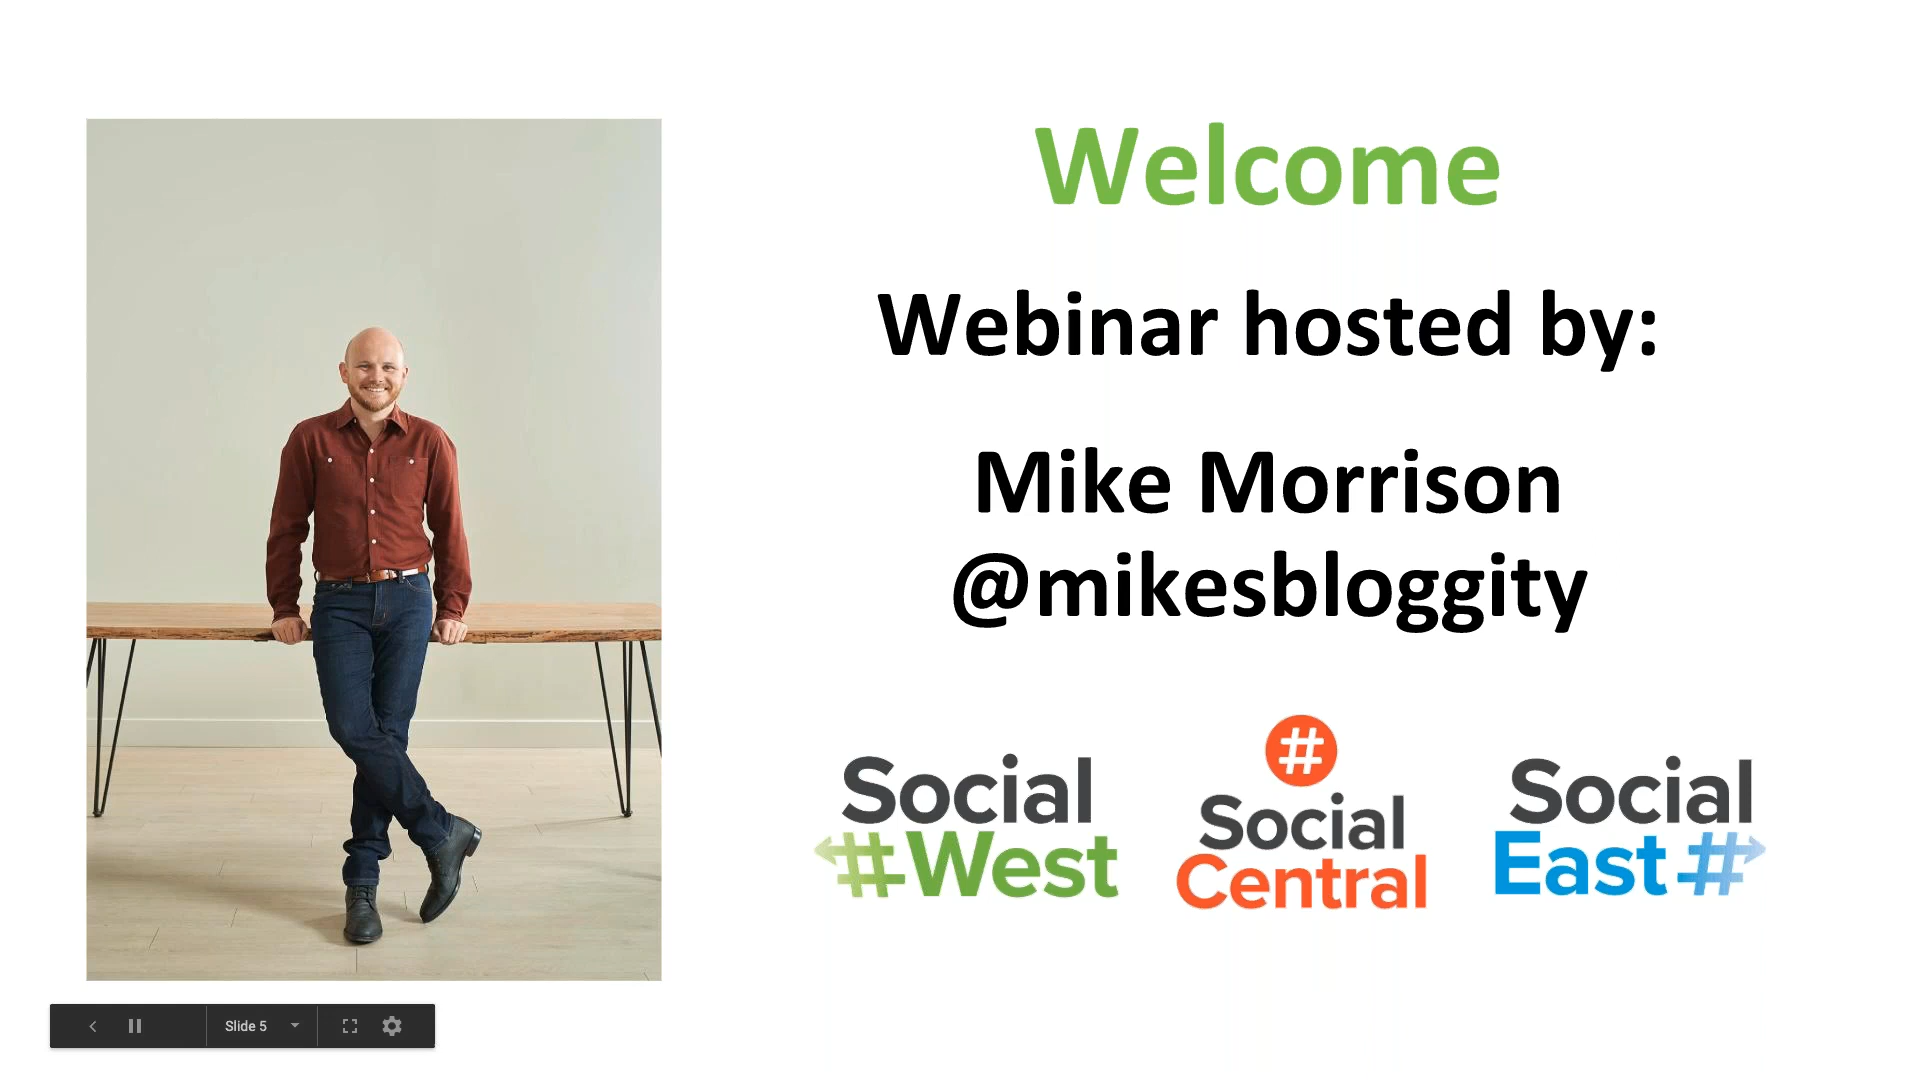 Welcome
Webinar hosted by:
Mike Morrison
@mikesbloggity
Social
#West
#
Social
Central
Social
East#
Slide 5